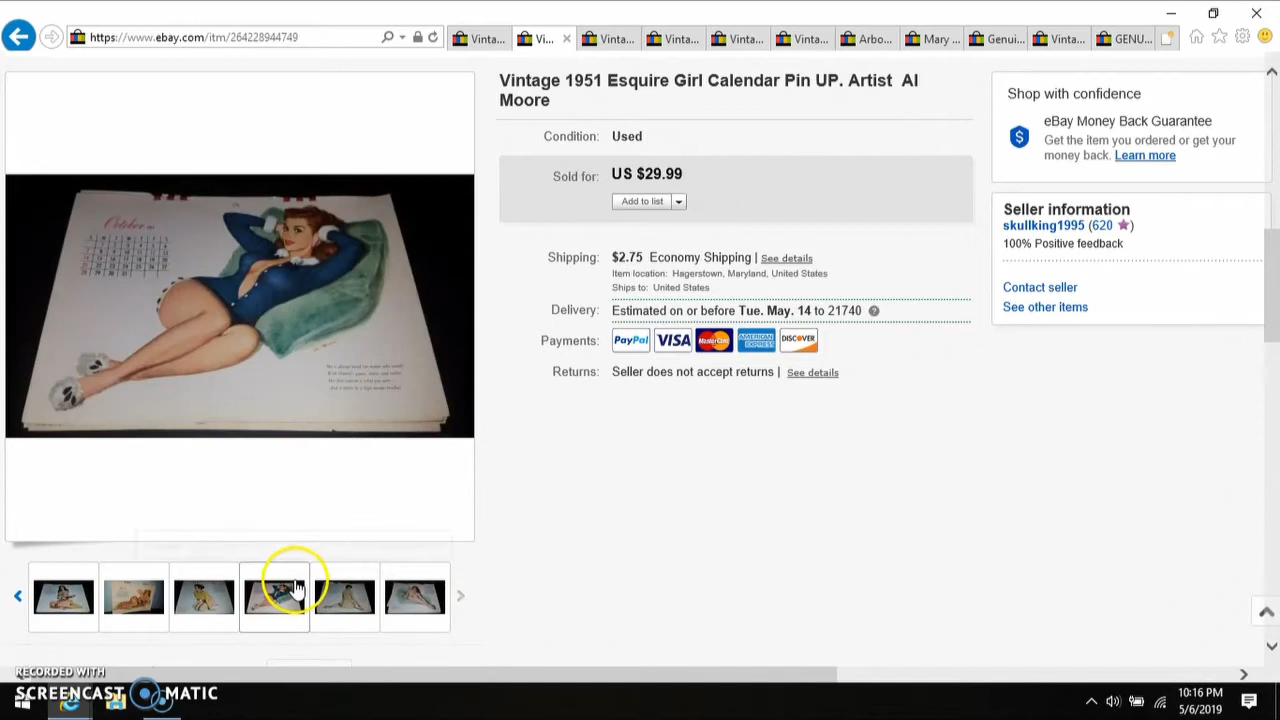 https://www.ebay.com/itm/264228944749
Vinta...
Vi...
Vinta...
Vinta...
Vinta...
Vinta...
Arbo...
Mary ...
Genui...
Vinta...
GENU...
Vintage 1951 Esquire Girl Calendar Pin UP. Artist Al
Moore
Condition: Used
Sold for: US $29.99
Add to list
Shipping: $2.75 Economy Shipping | See details
Item location: Hagerstown, Maryland, United States
Ships to: United States
Delivery: Estimated on or before Tue. May. 14 to 21740 ?
Payments: PayPal VISA MasterCard AMERICAN EXPRESS DISCOVER
Returns: Seller does not accept returns | See details
Shop with confidence
$ eBay Money Back Guarantee
Get the item you ordered or get your
money back. Learn more
Seller information
skullking1995 (620 ★)
100% Positive feedback
Contact seller
See other items
October
RECORDED WITH
SCREENCAST MATIC
10:16 PM
5/6/2019